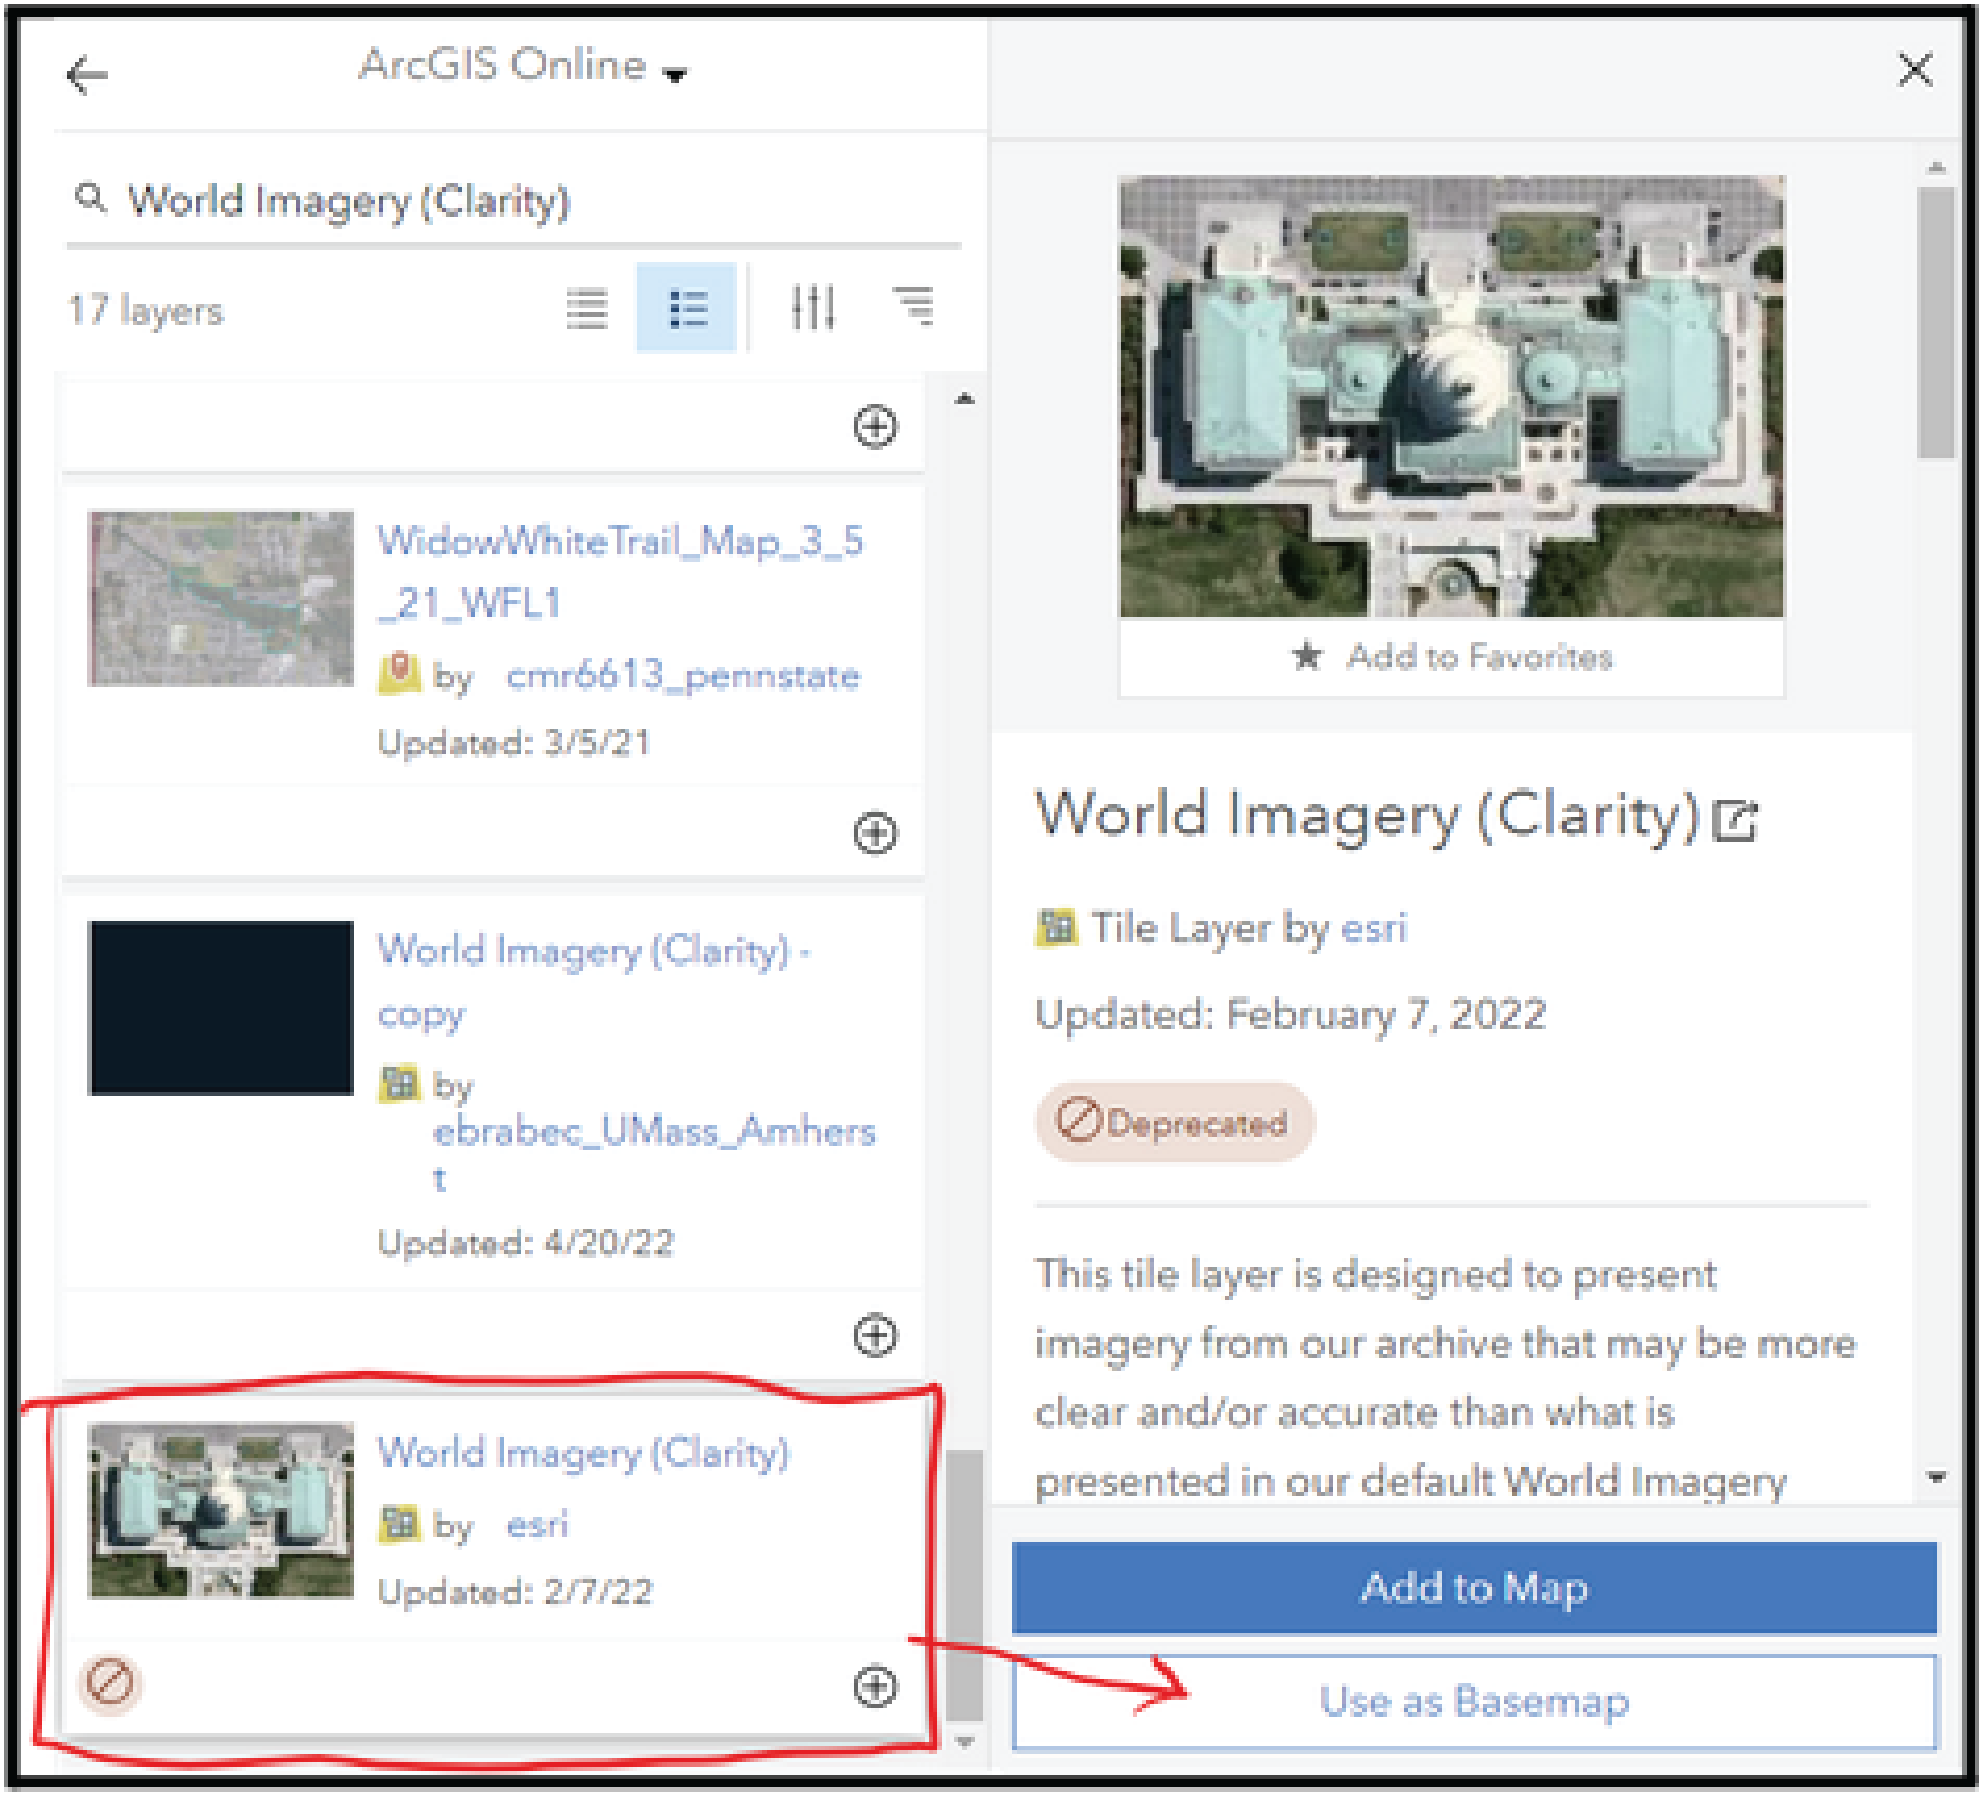 ArcGIS Online
World Imagery (Clarity)
17 layers
WidowWhiteTrail_Map_3_5
_21_WFL1
by cmr6613_pennstate
Updated: 3/5/21
World Imagery (Clarity) -
copy
by
ebrabec_UMass_Amhers
t
Updated: 4/20/22
World Imagery (Clarity)
by esri
Updated: 2/7/22
Add to Favorites
World Imagery (Clarity)
Tile Layer by esri
Updated: February 7, 2022
Deprecated
This tile layer is designed to present
imagery from our archive that may be more
clear and/or accurate than what is
presented in our default World Imagery
Add to Map
Use as Basemap